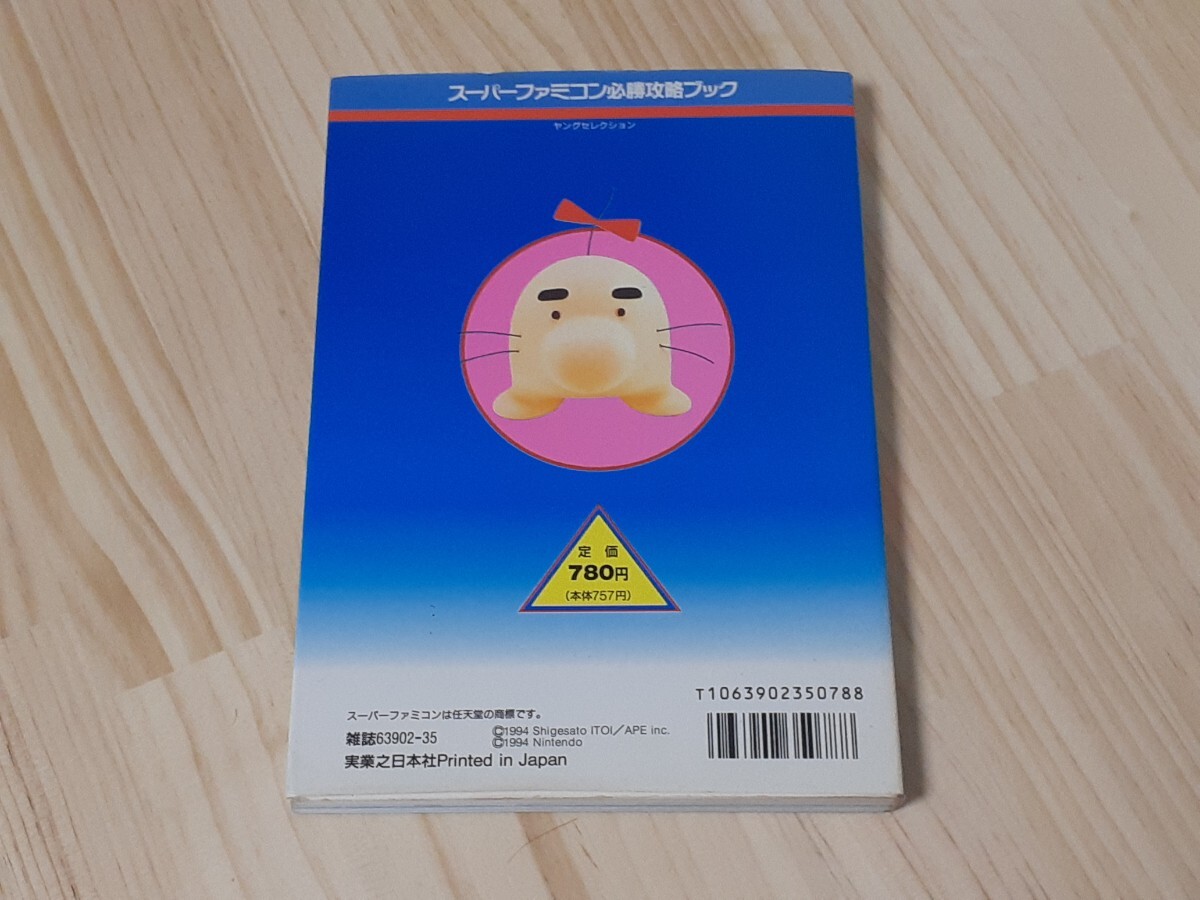 スーパーファミコン必勝攻略ブック
ヤングセレクション
定 価
780円
(本体757円)
T1063902350788
スーパーファミコンは任天堂の商標です。
雑誌63902-35
©1994 Shigesato ITOI/APE inc.
©1994 Nintendo
実業之日本社Printed in Japan